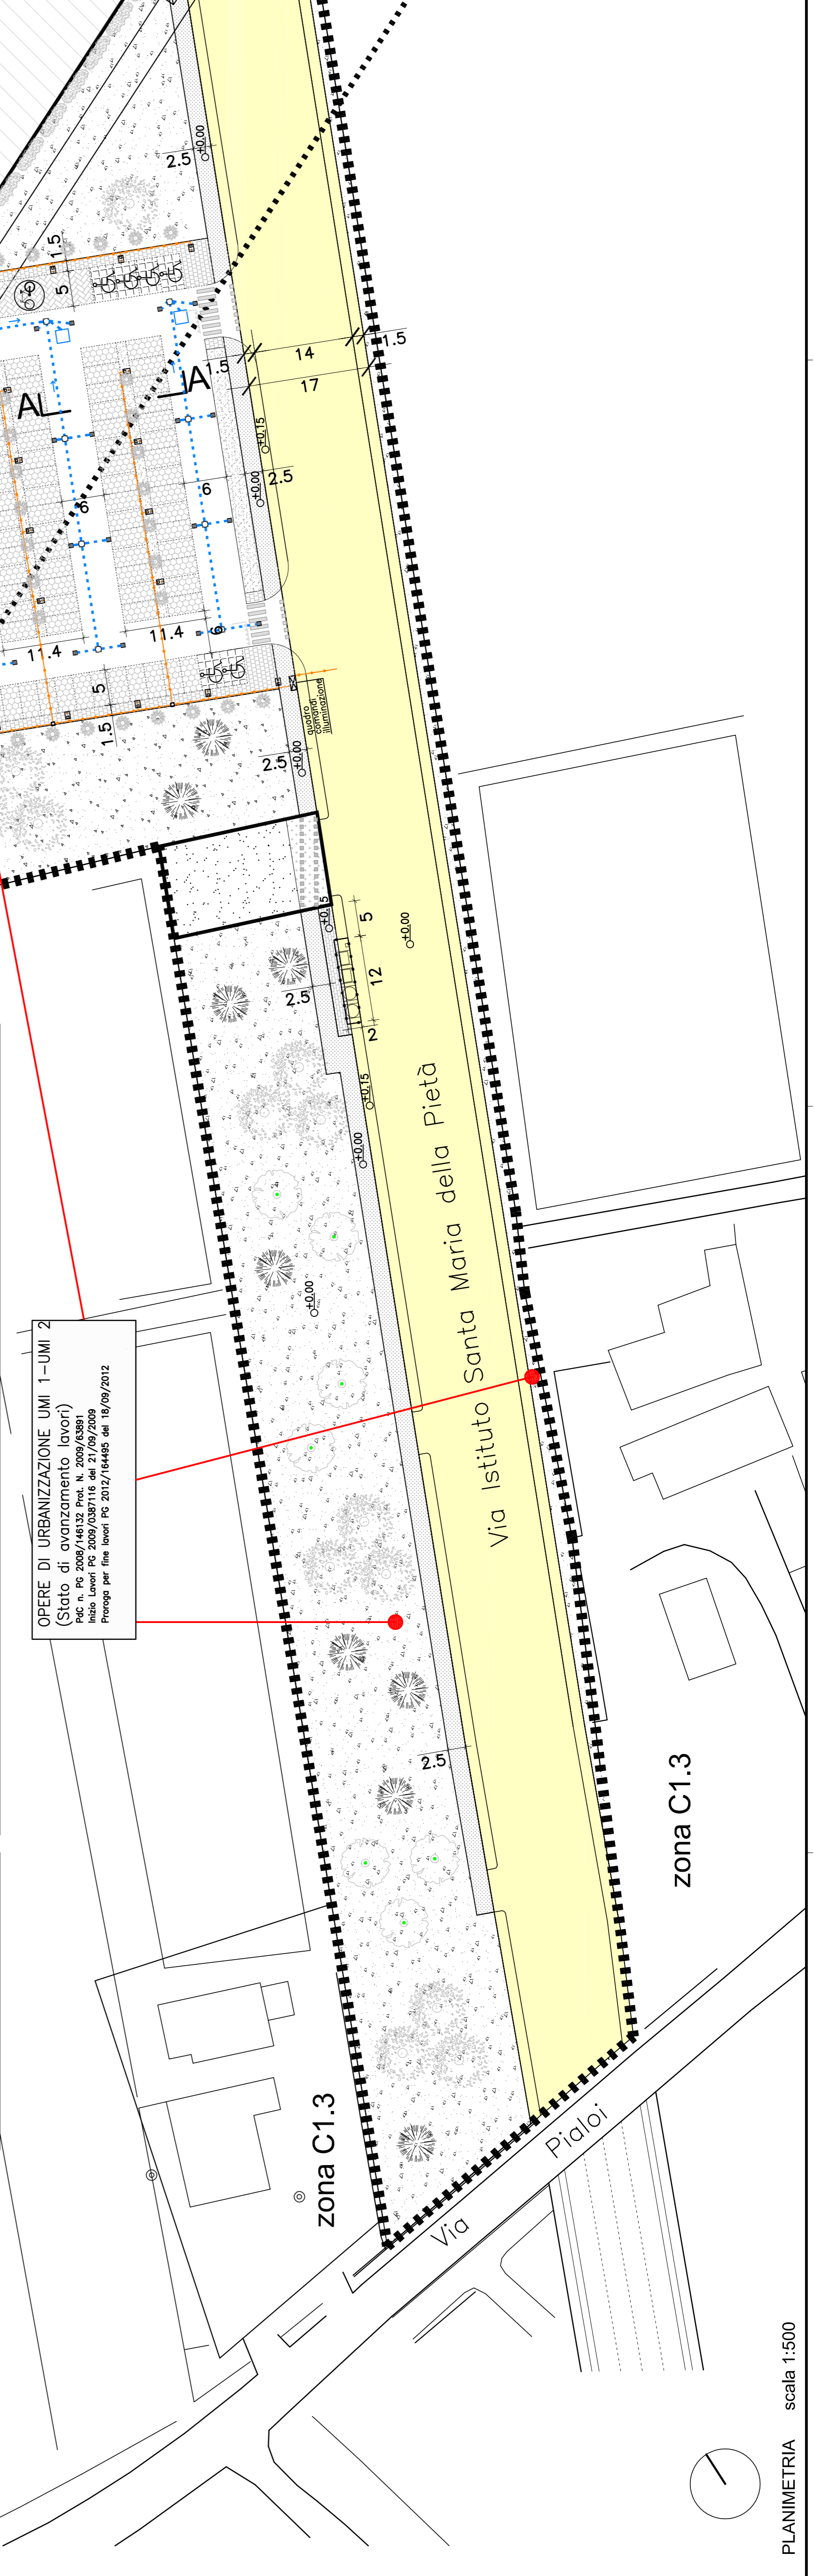 +0.00
2.5
1.5
5
14
1.5
1.5
17
A
A
+0.15
+0.00
2.5
6
6
11.4
11.4
6
5
1.5
quadro
comandi
illuminazione
2.5
+0.00
+0.15
5
+0.00
12
2.5
2
+0.15
+0.00
+0.00
Via Istituto Santa Maria della Pietà
OPERE DI URBANIZZAZIONE UMI 1-UMI 2
(Stato di avanzamento lavori)
PdC n. PG 2008/146132 Prot. N. 2009/63891
Inizio Lavori PG 2009/0387116 del 21/09/2009
Proroga per fine lavori PG 2012/164495 del 18/09/2012
2.5
zona C1.3
zona C1.3
Via Pialoi
PLANIMETRIA scala 1:500